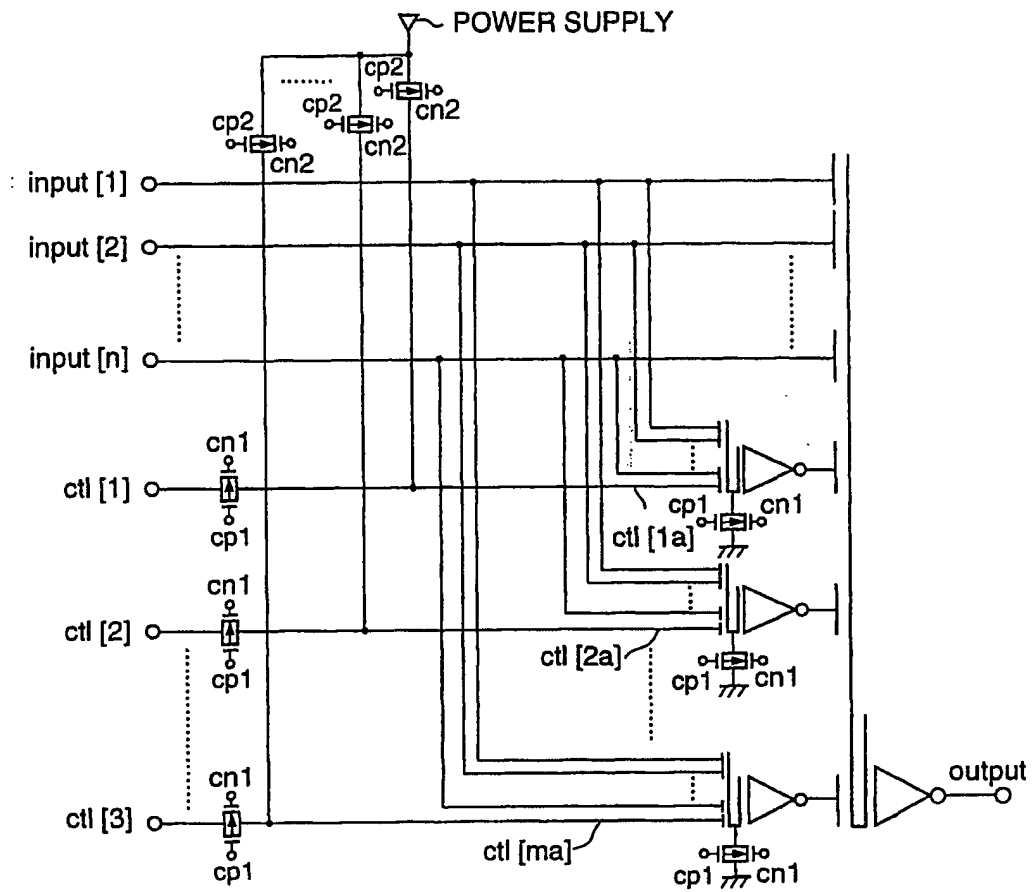 POWER SUPPLY
cp2
cp2
cn2
cp2
cn2
cn2
input [1]
input [2]
input [n]
cn1
ctl [1]
cp1
cp1
cn1
ctl [1a]
cn1
ctl [2]
cp1
ctl [2a]
cp1
cn1
cn1
ctl [3]
cp1
ctl [ma]
cp1
cn1
output